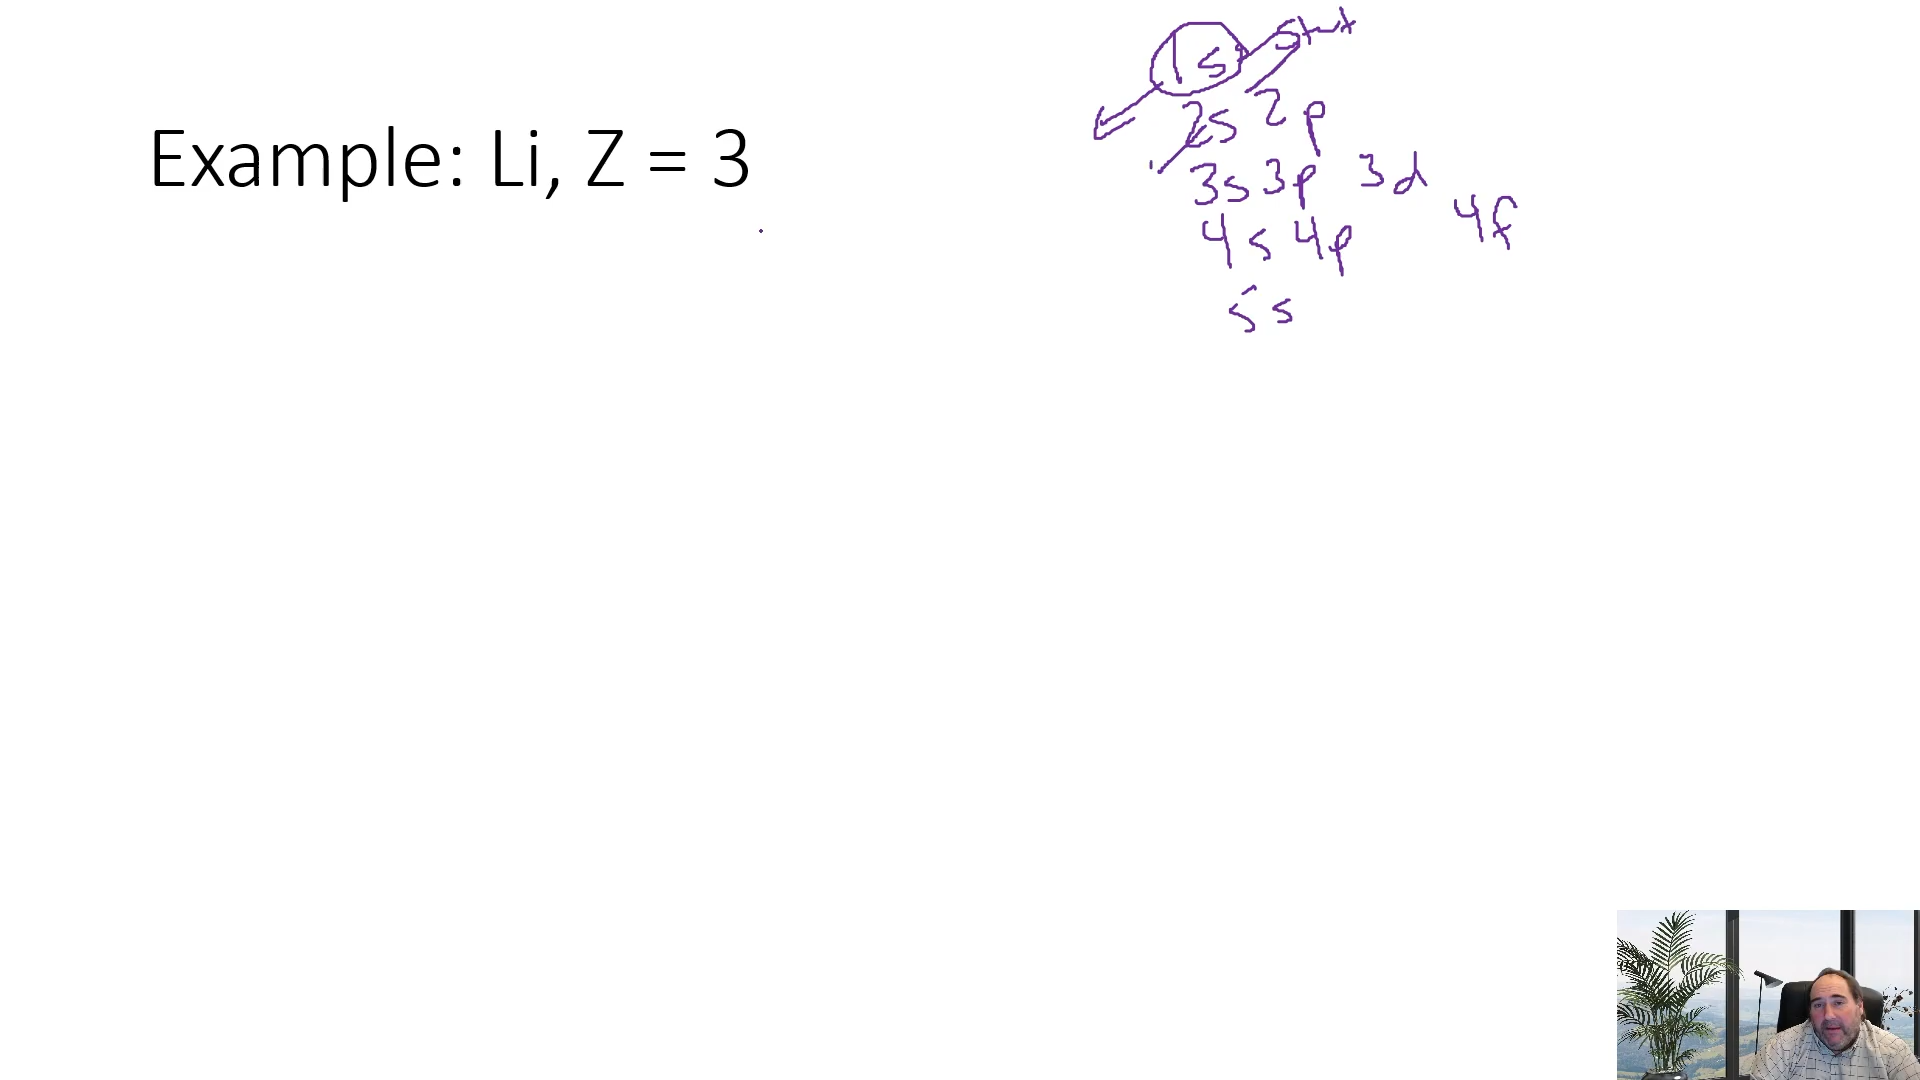 Example: Li, Z = 3
Start
1s
2s 2p
3s 3p 3d
4s 4p 4f
5s